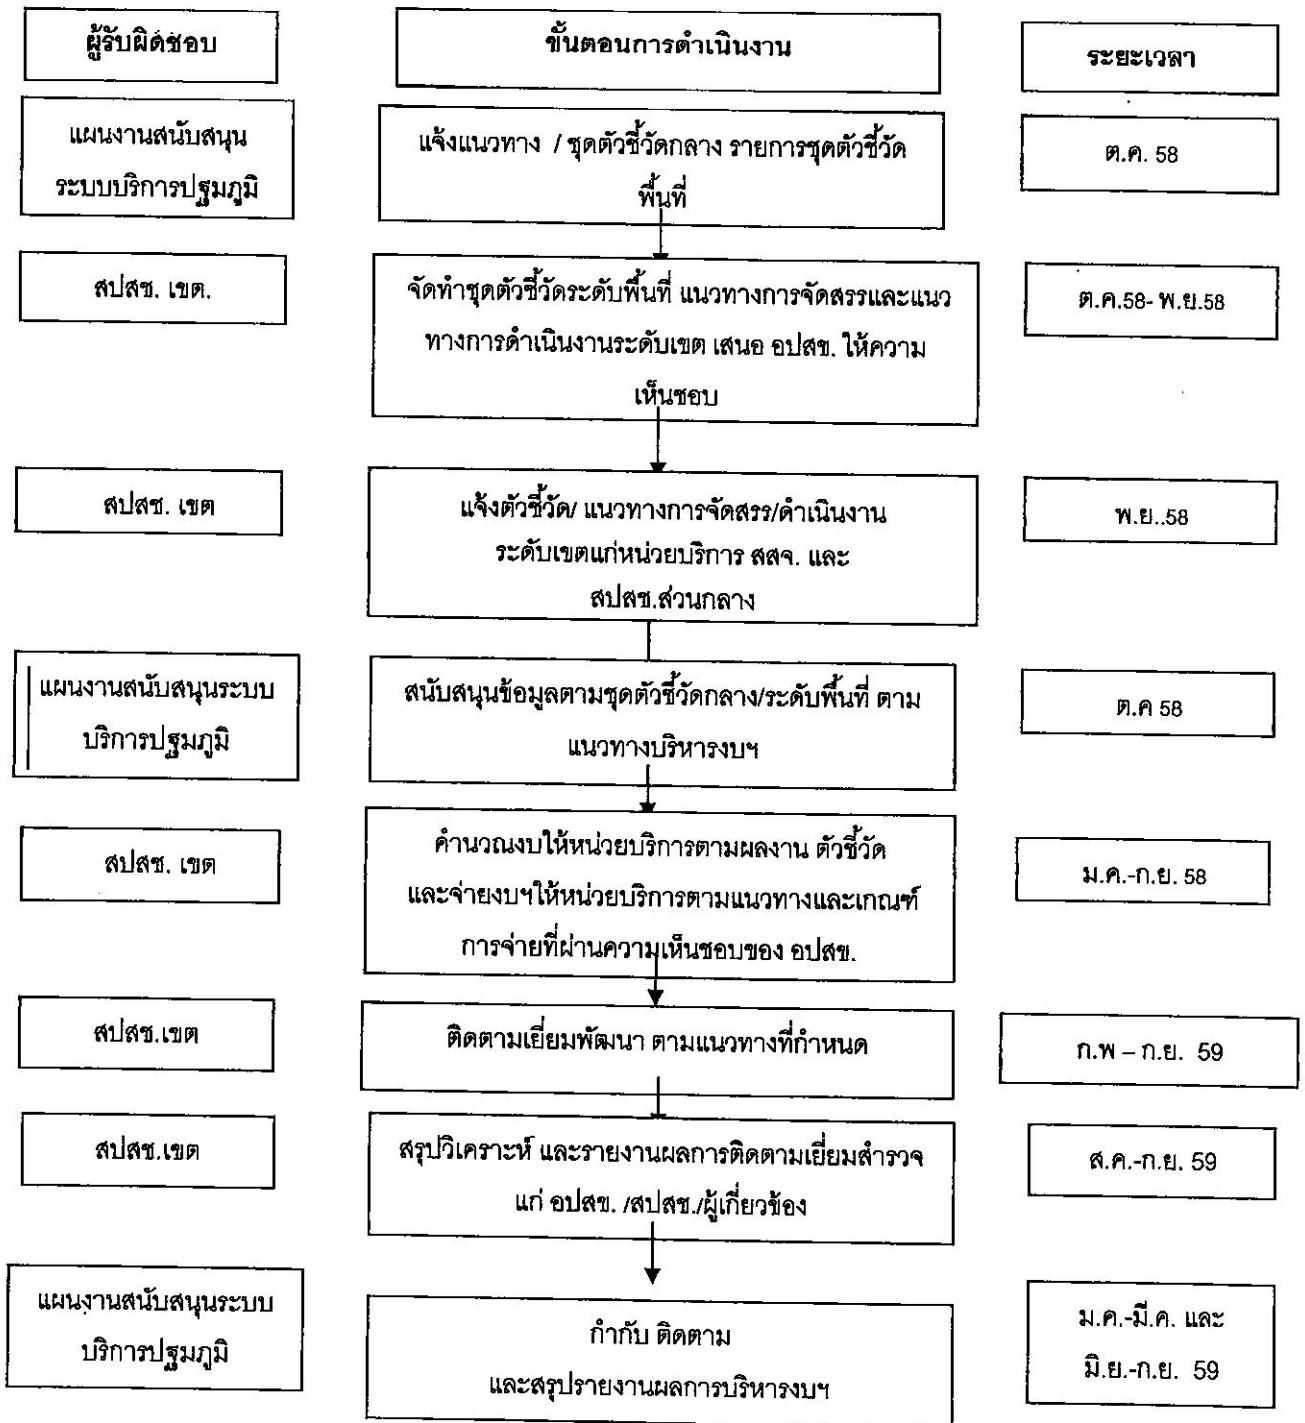 ผู้รับผิดชอบ
ขั้นตอนการดำเนินงาน
ระยะเวลา
แผนงานสนับสนุน
ระบบบริการปฐมภูมิ
แจ้งแนวทาง / ชุดตัวชี้วัดกลาง รายการชุดตัวชี้วัด
พื้นที่
ต.ค. 58
สปสช. เขต.
จัดทำชุดตัวชี้วัดระดับพื้นที่ แนวทางการจัดสรรและแนว
ทางการดำเนินงานระดับเขต เสนอ อปสข. ให้ความ
เห็นชอบ
ต.ค.58- พ.ย.58
สปสช. เขต
แจ้งตัวชี้วัด/ แนวทางการจัดสรร/ดำเนินงาน
ระดับเขตแก่หน่วยบริการ สสจ. และ
สปสช.ส่วนกลาง
พ.ย..58
แผนงานสนับสนุนระบบ
บริการปฐมภูมิ
สนับสนุนข้อมูลตามชุดตัวชี้วัดกลาง/ระดับพื้นที่ ตาม
แนวทางบริหารงบฯ
ต.ค 58
สปสช. เขต
คำนวณงบให้หน่วยบริการตามผลงาน ตัวชี้วัด
และจ่ายงบฯให้หน่วยบริการตามแนวทางและเกณฑ์
การจ่ายที่ผ่านความเห็นชอบของ อปสข.
ม.ค.-ก.ย. 58
สปสช.เขต
ติดตามเยี่ยมพัฒนา ตามแนวทางที่กำหนด
ก.พ – ก.ย. 59
สปสช.เขต
สรุปวิเคราะห์ และรายงานผลการติดตามเยี่ยมสำรวจ
แก่ อปสข. /สปสช./ผู้เกี่ยวข้อง
ส.ค.-ก.ย. 59
แผนงานสนับสนุนระบบ
บริการปฐมภูมิ
กำกับ ติดตาม
และสรุปรายงานผลการบริหารงบฯ
ม.ค.-มี.ค. และ
มิ.ย.-ก.ย. 59